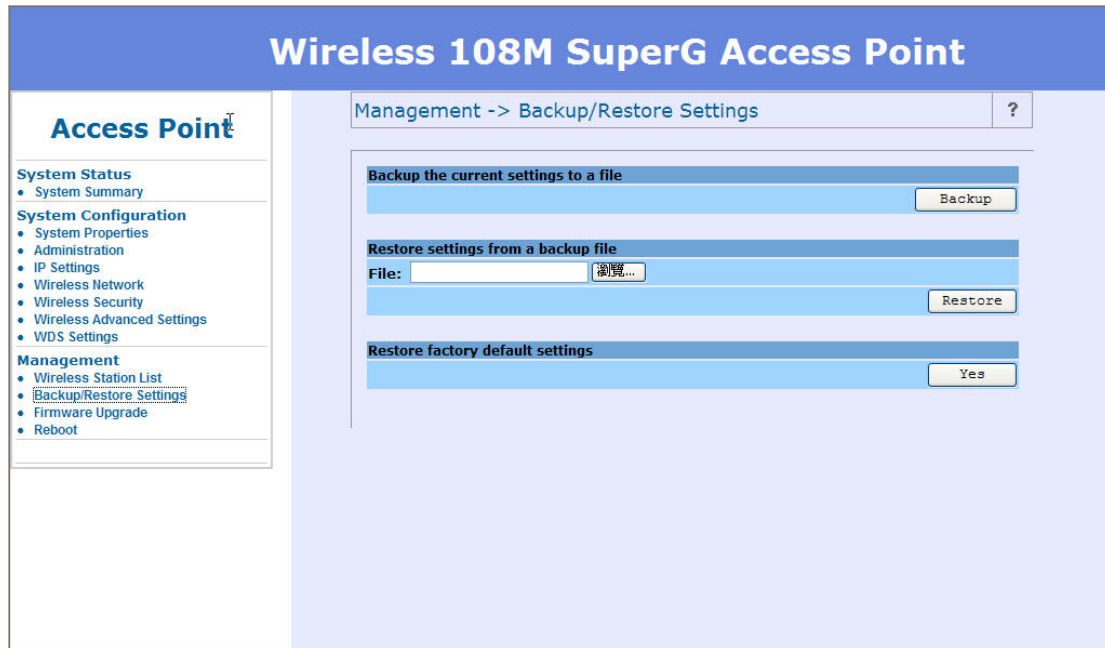 Wireless 108M SuperG Access Point
Access Point
System Status
System Summary
System Configuration
System Properties
Administration
IP Settings
Wireless Network
Wireless Security
Wireless Advanced Settings
WDS Settings
Management
Wireless Station List
Backup/Restore Settings
Firmware Upgrade
Reboot
Management -> Backup/Restore Settings
?
Backup the current settings to a file
Backup
Restore settings from a backup file
File: 瀏覽...
Restore
Restore factory default settings
Yes